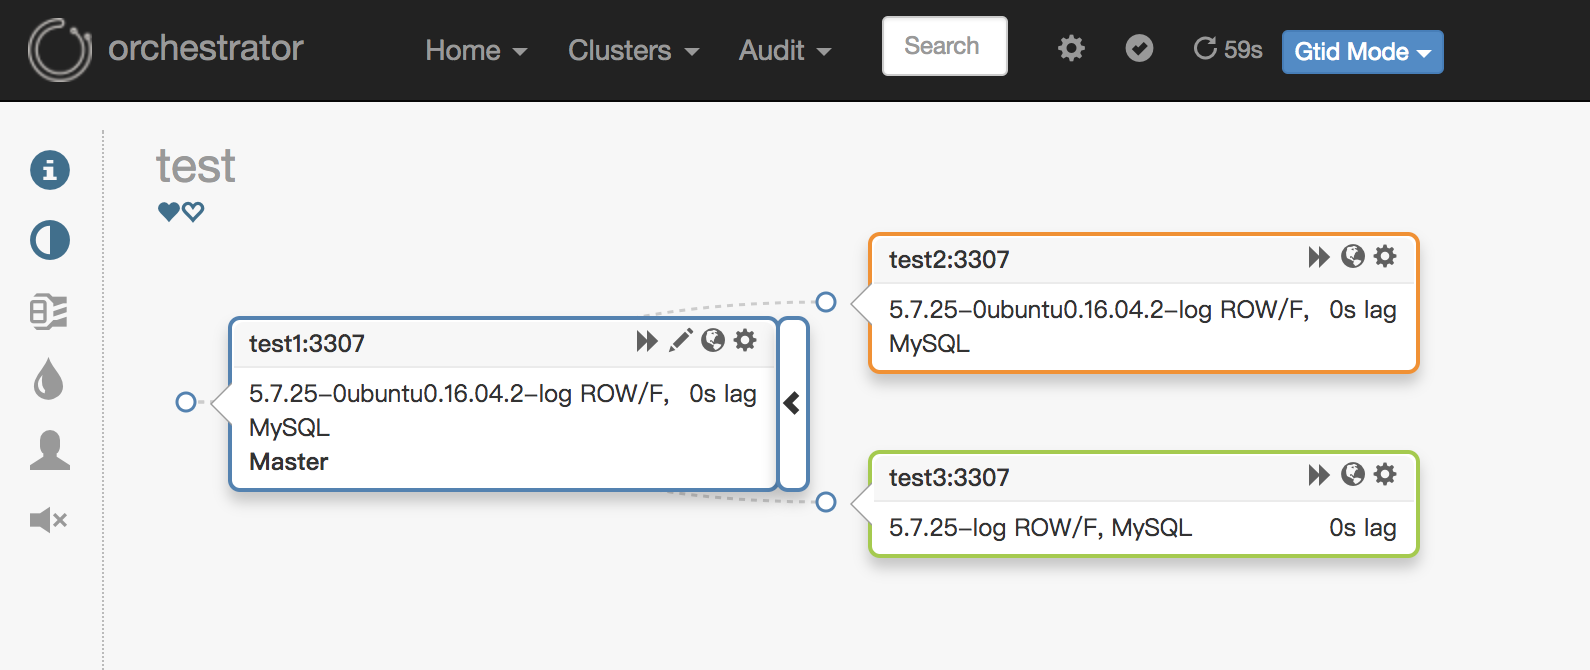 orchestrator Home Clusters Audit Search 59s Gtid Mode
test
test1:3307
5.7.25-0ubuntu0.16.04.2-log ROW/F, 0s lag
MySQL
Master
test2:3307
5.7.25-0ubuntu0.16.04.2-log ROW/F, 0s lag
MySQL
test3:3307
5.7.25-log ROW/F, MySQL 0s lag